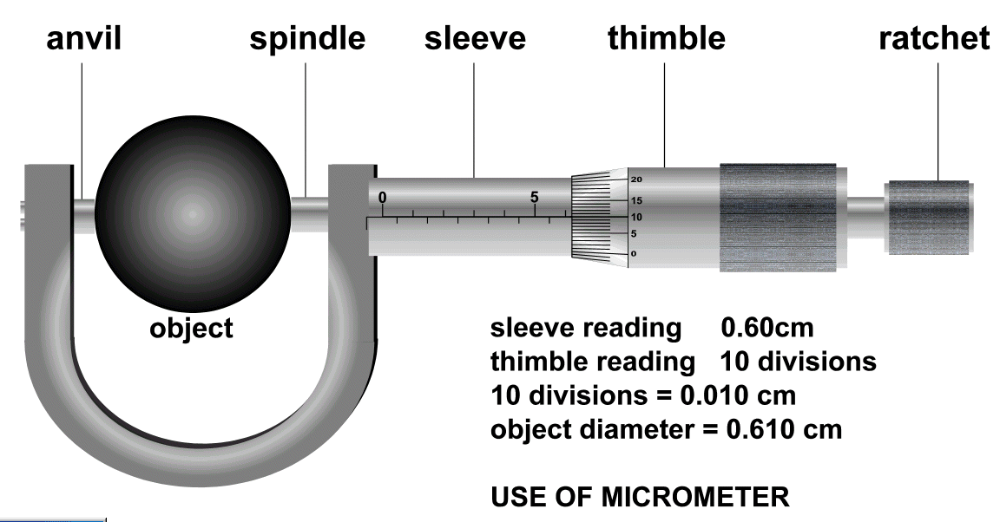 anvil spindle sleeve thimble ratchet
0 5
20
15
10
5
0
object
sleeve reading 0.60cm
thimble reading 10 divisions
10 divisions = 0.010 cm
object diameter = 0.610 cm
USE OF MICROMETER